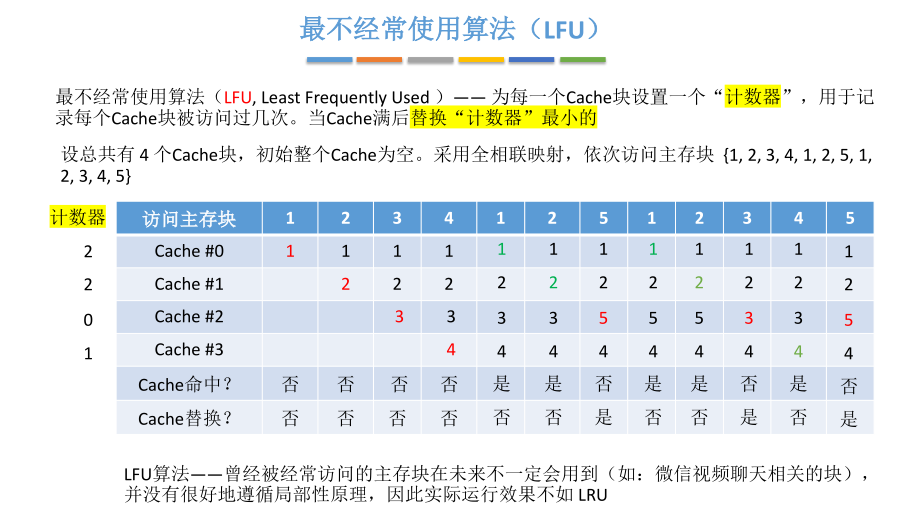 最不经常使用算法（LFU）
最不经常使用算法（LFU, Least Frequently Used ）—— 为每一个Cache块设置一个“计数器”，用于记
录每个Cache块被访问过几次。当Cache满后替换“计数器”最小的
设总共有 4 个Cache块，初始整个Cache为空。采用全相联映射，依次访问主存块 {1, 2, 3, 4, 1, 2, 5, 1,
2, 3, 4, 5}
计数器 访问主存块 1 2 3 4 1 2 5 1 2 3 4 5
2 Cache #0 1 1 1 1 1 1 1 1 1 1 1 1
2 Cache #1 2 2 2 2 2 2 2 2 2 2 2
0 Cache #2 3 3 3 3 5 5 5 3 3 5
1 Cache #3 4 4 4 4 4 4 4 4 4
Cache命中？ 否 否 否 否 是 是 否 是 是 否 是 否
Cache替换？ 否 否 否 否 否 否 是 否 否 是 否 是
LFU算法——曾经被经常访问的主存块在未来不一定会用到（如：微信视频聊天相关的块），
并没有很好地遵循局部性原理，因此实际运行效果不如 LRU